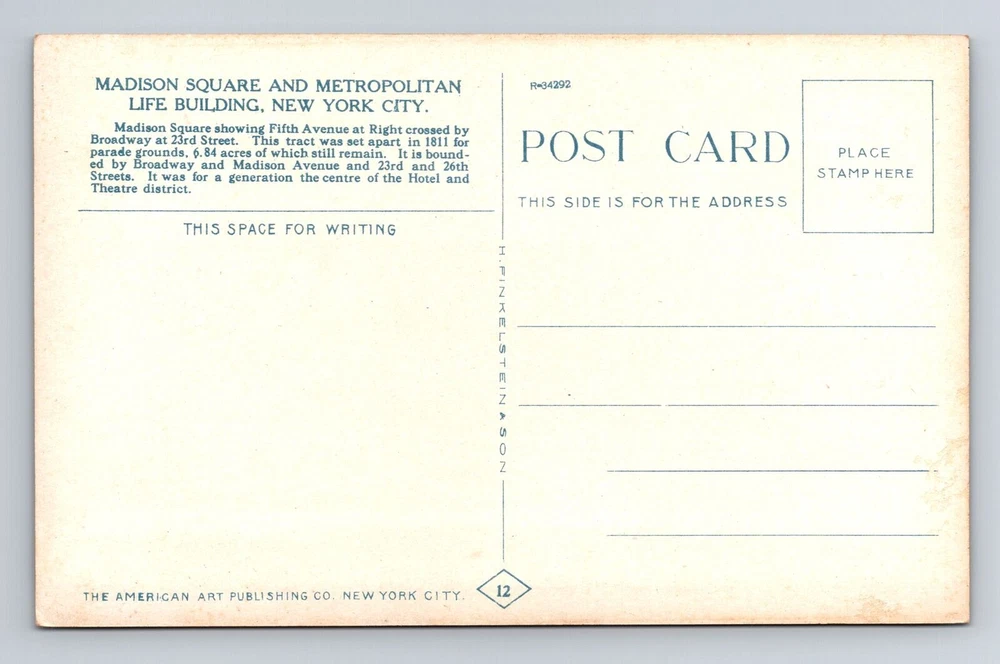 MADISON SQUARE AND METROPOLITAN
LIFE BUILDING, NEW YORK CITY.
Madison Square showing Fifth Avenue at Right crossed by
Broadway at 23rd Street. This tract was set apart in 1811 for
parade grounds, 6.84 acres of which still remain. It is bound-
ed by Broadway and Madison Avenue and 23rd and 26th
Streets. It was for a generation the centre of the Hotel and
Theatre district.
THIS SPACE FOR WRITING
THE AMERICAN ART PUBLISHING CO. NEW YORK CITY.
H. FINKELSTEIN & SON
12
R-34292
POST CARD
THIS SIDE IS FOR THE ADDRESS
PLACE
STAMP HERE